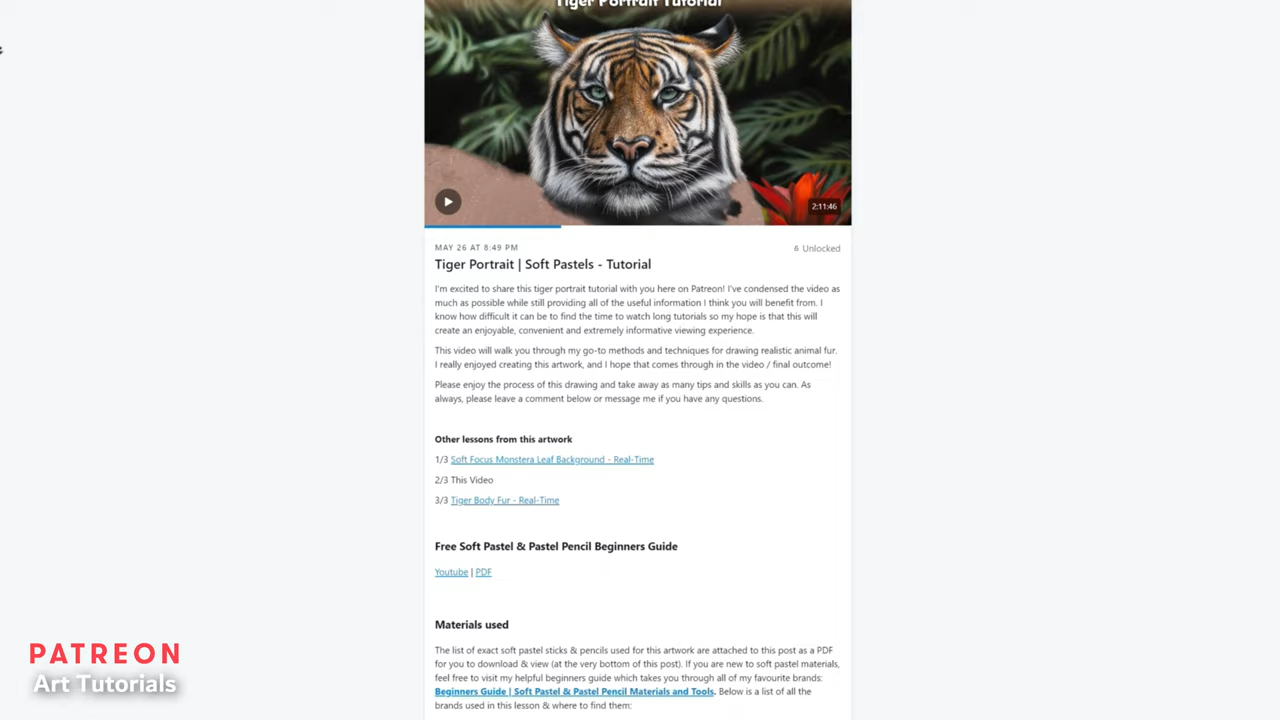 Tiger Portrait Tutorial
2:11:46
MAY 26 AT 8:49 PM
6 Unlocked
Tiger Portrait | Soft Pastels - Tutorial
I'm excited to share this tiger portrait tutorial with you here on Patreon! I've condensed the video as
much as possible while still providing all of the useful information I think you will benefit from. I
know how difficult it can be to find the time to watch long tutorials so my hope is that this will
create an enjoyable, convenient and extremely informative viewing experience.
This video will walk you through my go-to methods and techniques for drawing realistic animal fur.
I really enjoyed creating this artwork, and I hope that comes through in the video / final outcome!
Please enjoy the process of this drawing and take away as many tips and skills as you can. As
always, please leave a comment below or message me if you have any questions.
Other lessons from this artwork
1/3 Soft Focus Monstera Leaf Background - Real-Time
2/3 This Video
3/3 Tiger Body Fur - Real-Time
Free Soft Pastel & Pastel Pencil Beginners Guide
Youtube | PDF
Materials used
The list of exact soft pastel sticks & pencils used for this artwork are attached to this post as a PDF
for you to download & view (at the very bottom of this post). If you are new to soft pastel materials,
feel free to visit my helpful beginners guide which takes you through all of my favourite brands:
Beginners Guide | Soft Pastel & Pastel Pencil Materials and Tools. Below is a list of all the
brands used in this lesson & where to find them:
PATREON
Art Tutorials